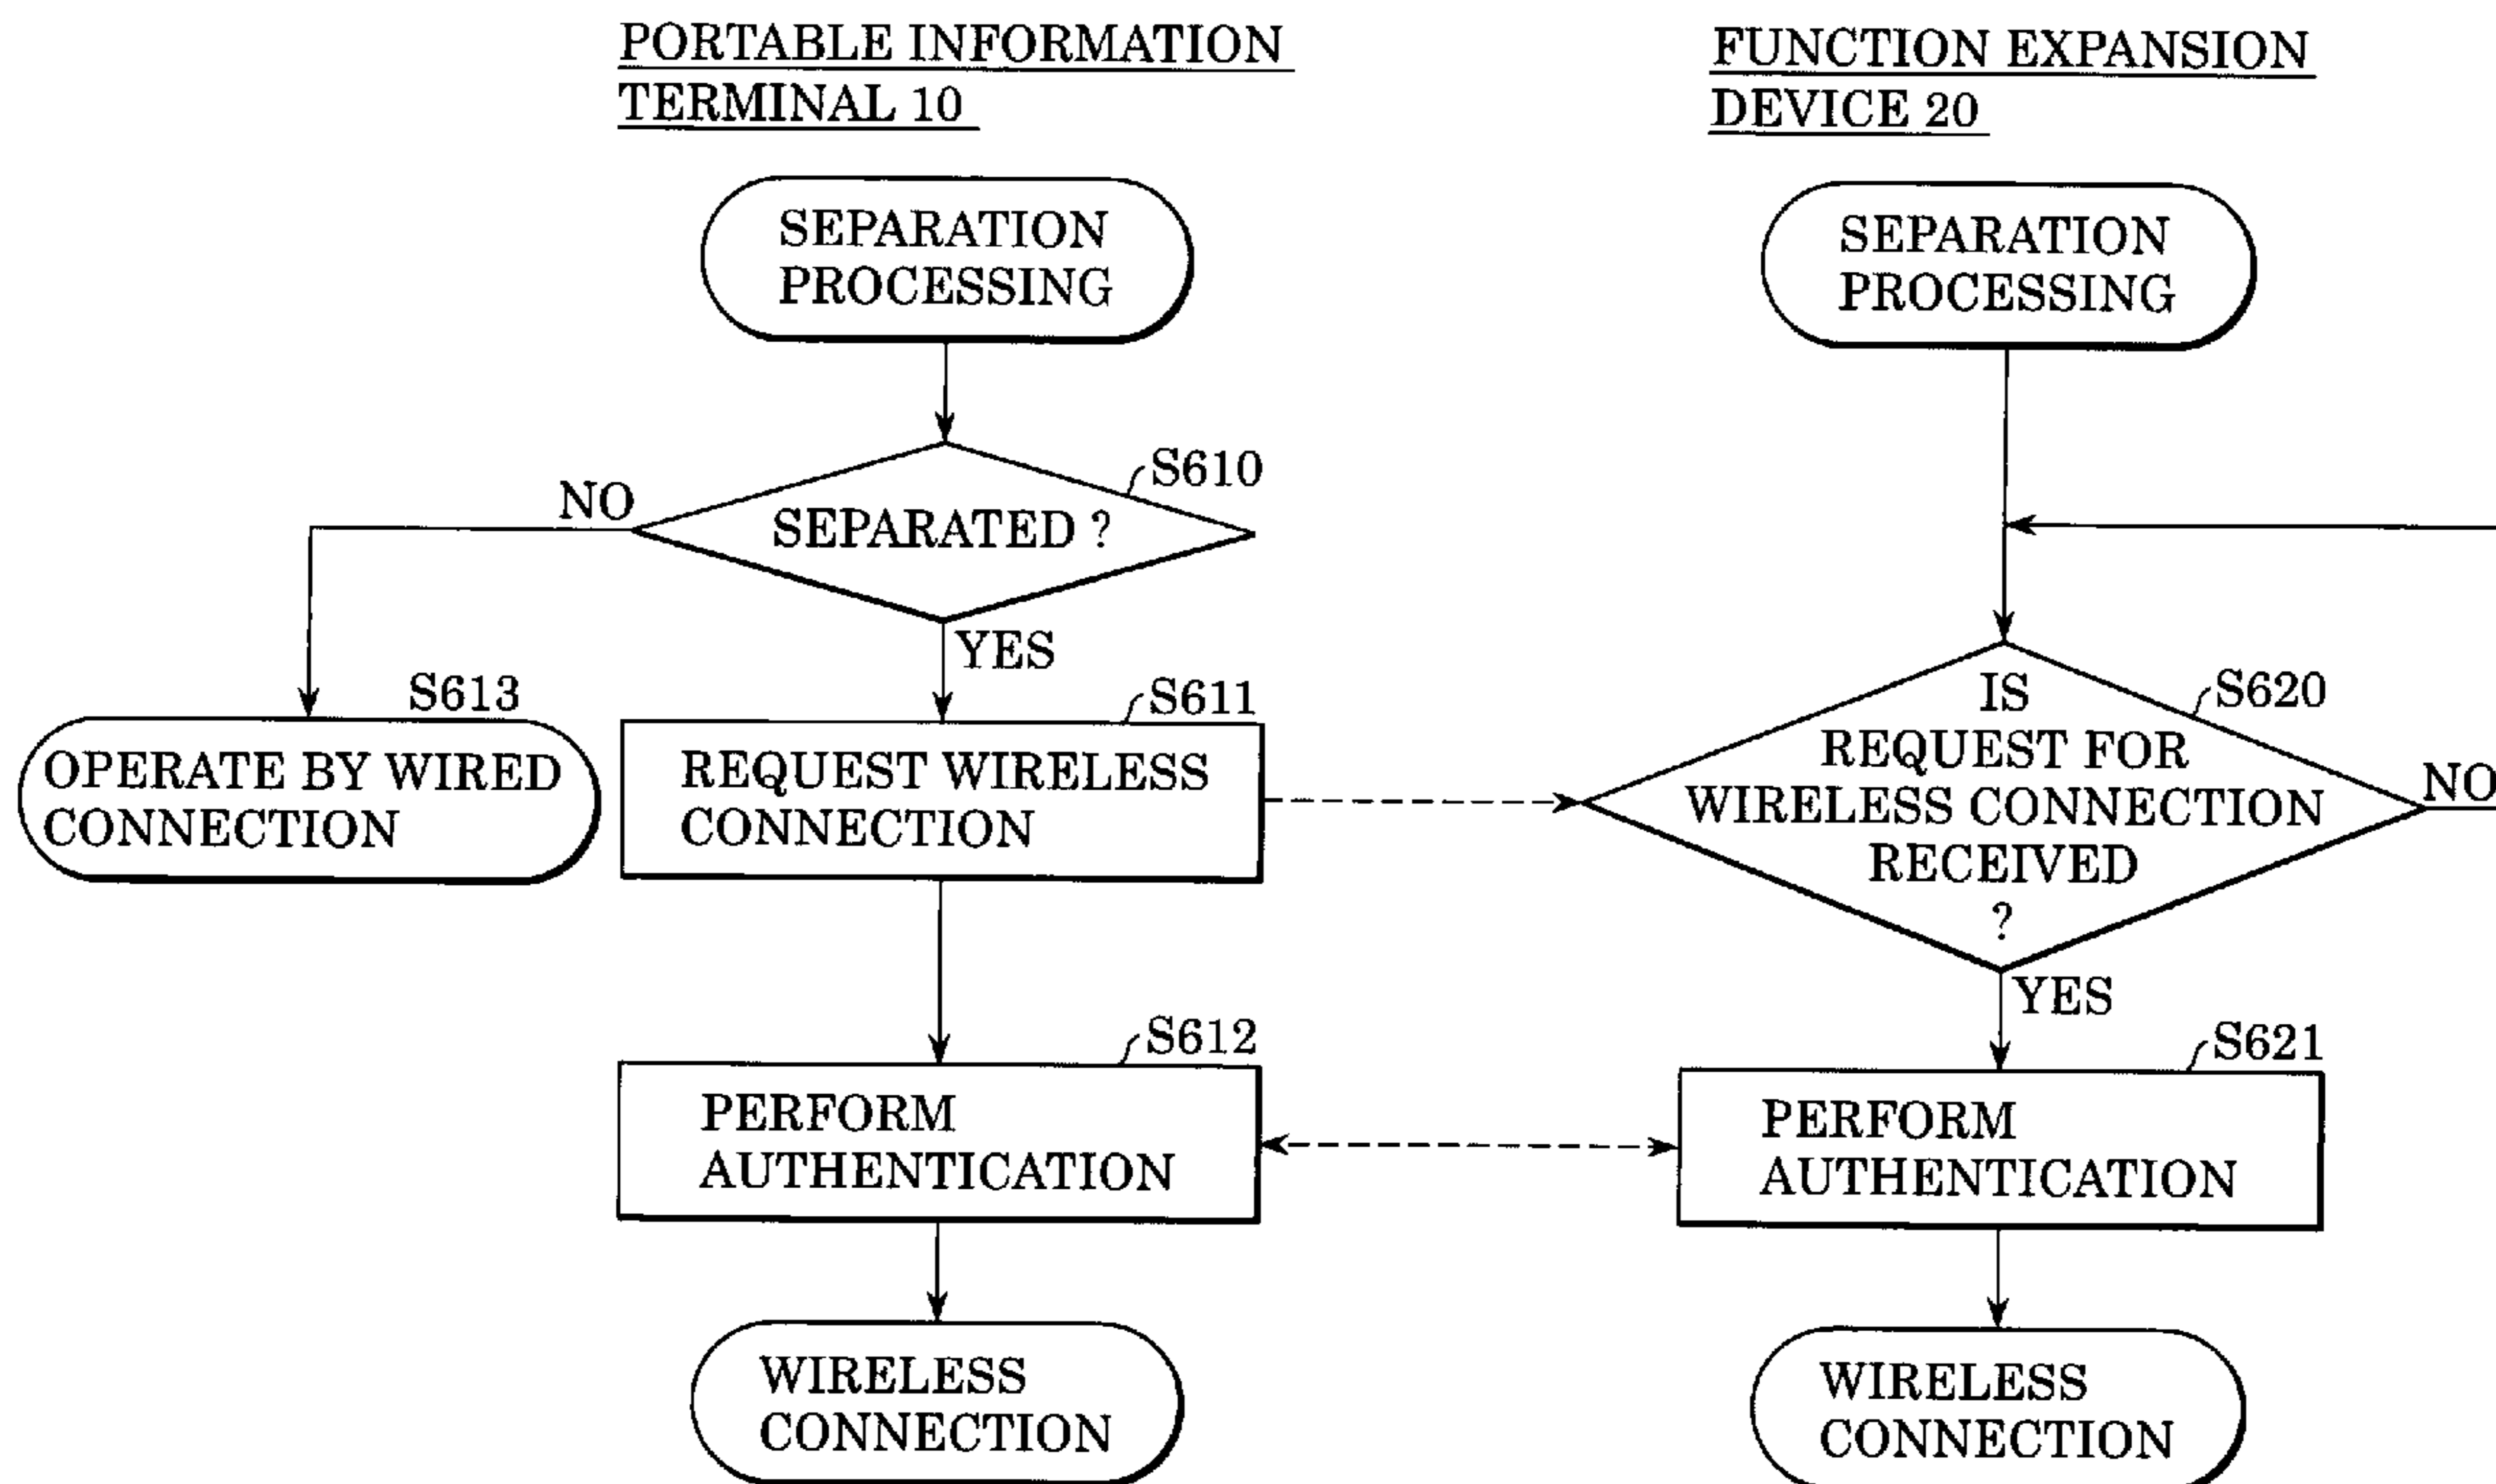 PORTABLE INFORMATION
TERMINAL 10
SEPARATION
PROCESSING
S610
SEPARATED ?
NO
YES
S613
OPERATE BY WIRED
CONNECTION
S611
REQUEST WIRELESS
CONNECTION
S612
PERFORM
AUTHENTICATION
WIRELESS
CONNECTION
FUNCTION EXPANSION
DEVICE 20
SEPARATION
PROCESSING
S620
IS
REQUEST FOR
WIRELESS CONNECTION
RECEIVED
?
NO
YES
S621
PERFORM
AUTHENTICATION
WIRELESS
CONNECTION